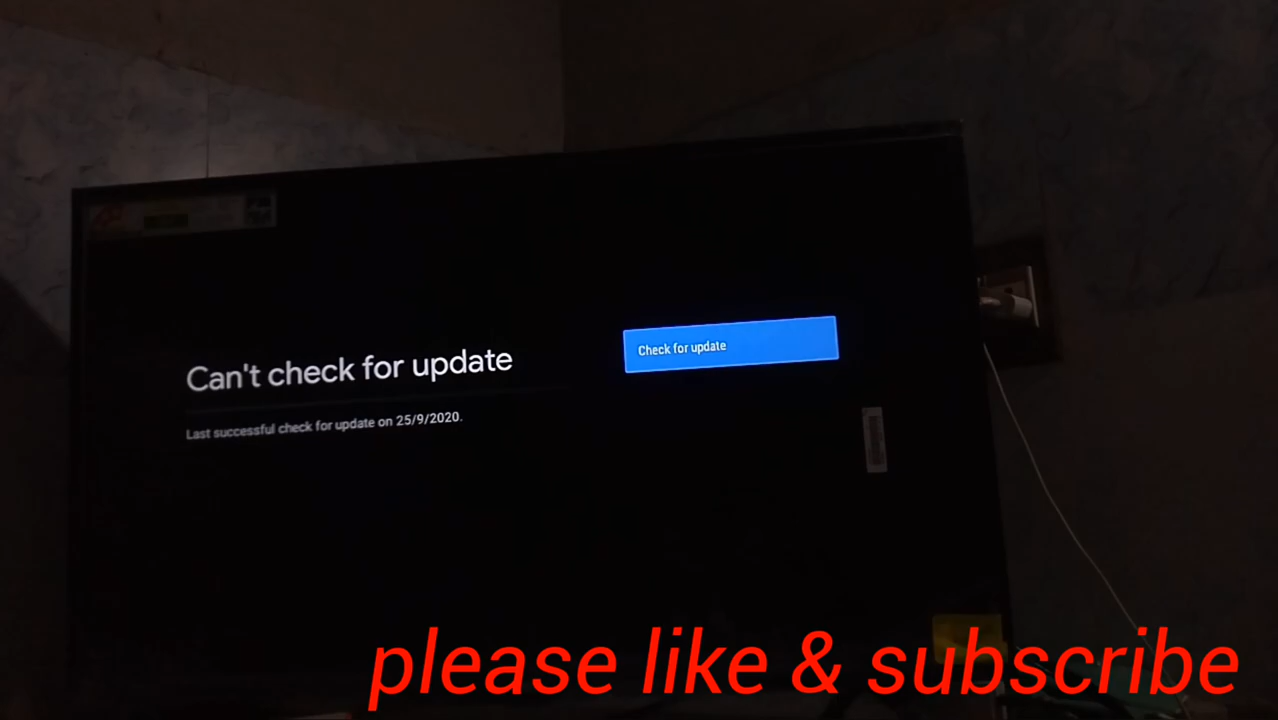 Can't check for update
Check for update
Last successful check for update on 25/9/2020.
please like & subscribe